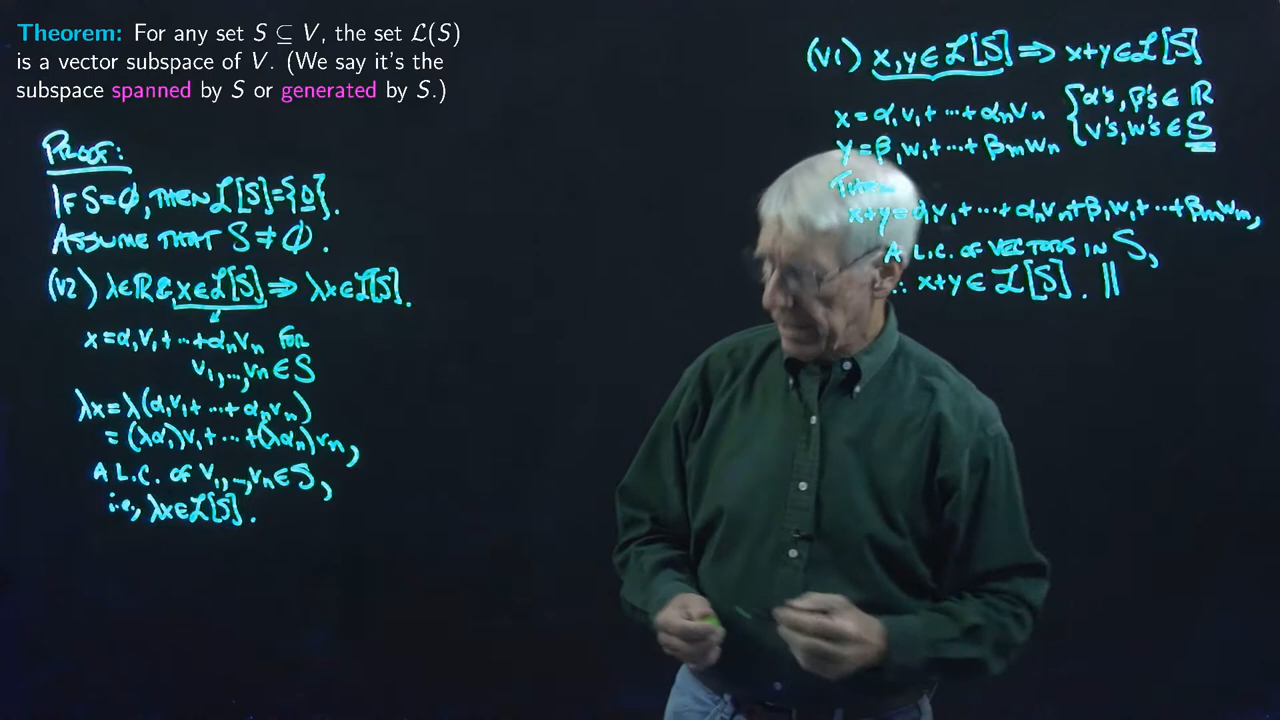 Theorem: For any set S ⊆ V, the set ℒ(S)
is a vector subspace of V. (We say it's the
subspace spanned by S or generated by S.)
PROOF:
IF S=∅, THEN ℒ[S]={0}.
ASSUME THAT S≠∅.
(V2) λ∈ℝ & x∈ℒ[S] ⇒ λx∈ℒ[S].
x=α₁v₁+⋯+αₙvₙ FOR
v₁,…,vₙ∈S
λx=λ(α₁v₁+⋯+αₙvₙ)
=(λα₁)v₁+⋯+(λαₙ)vₙ,
A L.C. OF v₁,…,vₙ∈S,
i.e., λx∈ℒ[S].
(V1) x,y∈ℒ[S] ⇒ x+y∈ℒ[S]
x=α₁v₁+⋯+αₙvₙ {α's, β's ∈ ℝ
y=β₁w₁+⋯+βₘwₘ {v's, w's ∈ S
x+y=α₁v₁+⋯+αₙvₙ+β₁w₁+⋯+βₘwₘ,
A L.C. OF VECTORS IN S,
∴ x+y∈ℒ[S]. ||